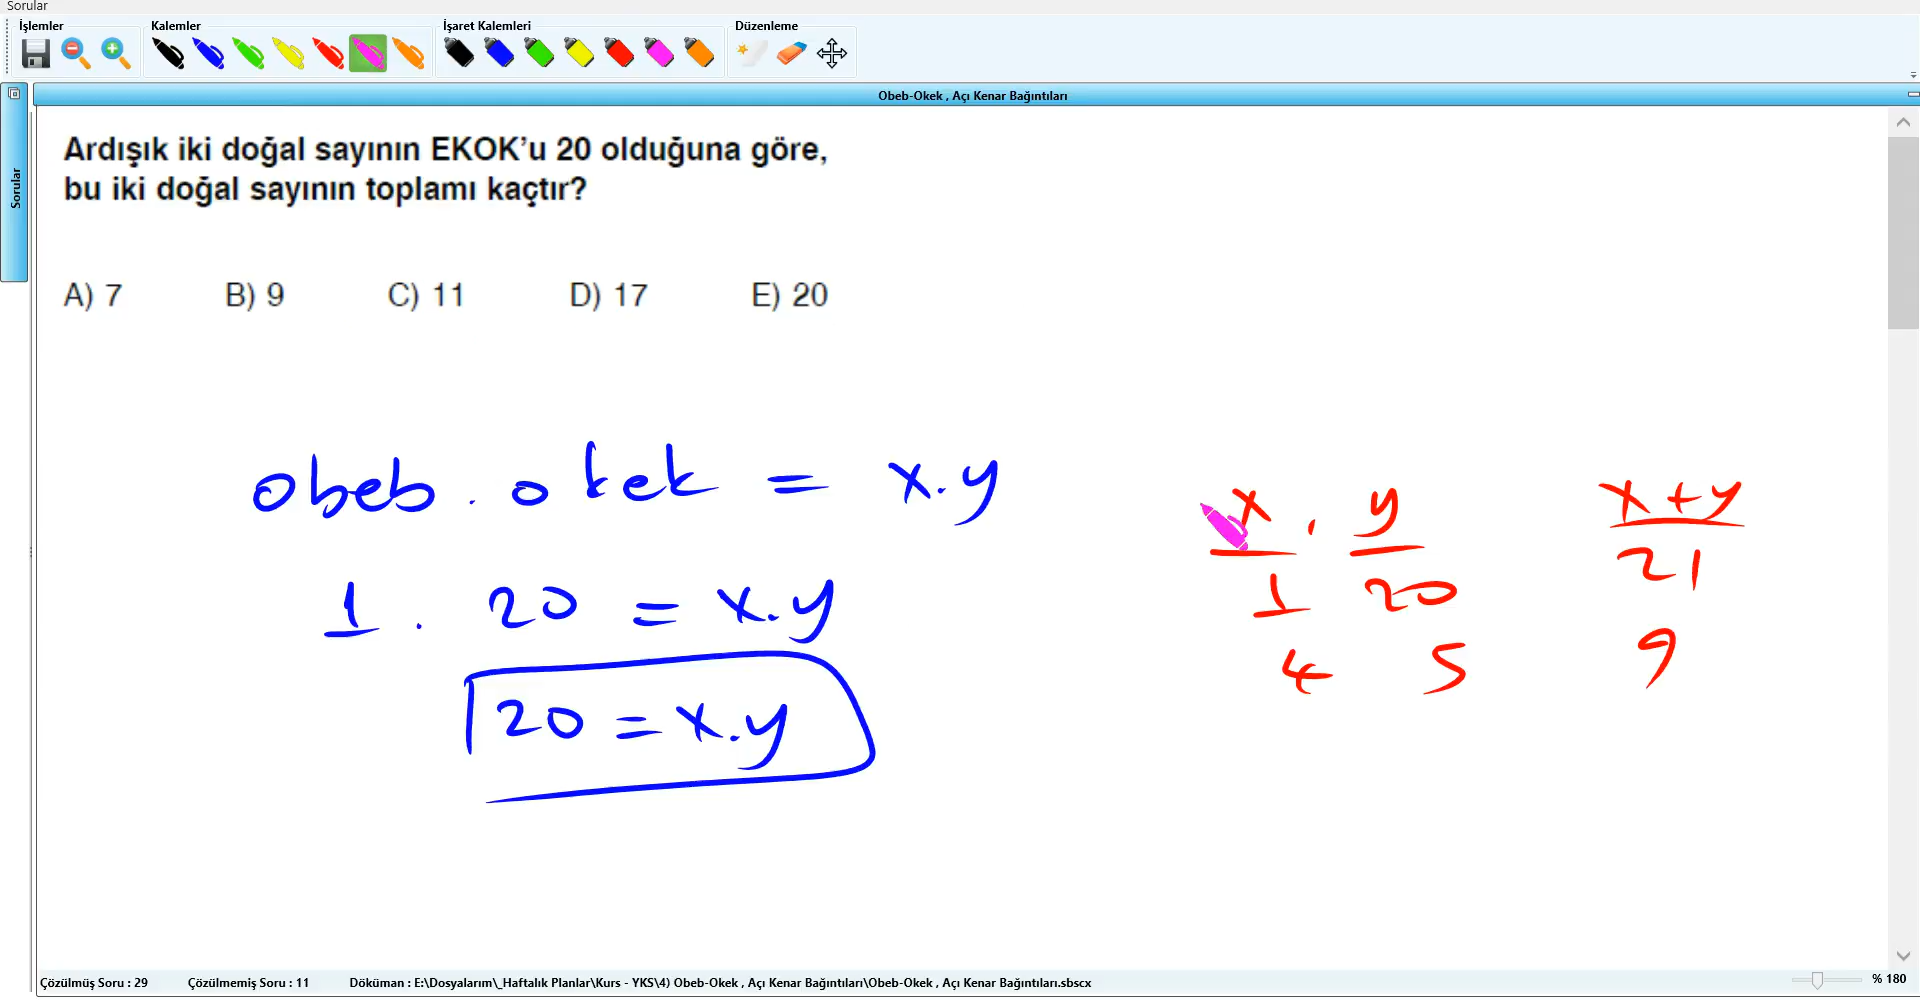 Sorular
İşlemler Kalemler İşaret Kalemleri Düzenleme
Obeb-Okek , Açı Kenar Bağıntıları
Sorular
Ardışık iki doğal sayının EKOK'u 20 olduğuna göre,
bu iki doğal sayının toplamı kaçtır?
A) 7 B) 9 C) 11 D) 17 E) 20
obeb . okek = x.y
1 . 20 = x.y
20 = x.y
x . y x+y
1 20 21
4 5 9
Çözülmüş Soru : 29 Çözülmemiş Soru : 11 Döküman : E:\Dosyalarım\_Haftalık Planlar\Kurs - YKS\4) Obeb-Okek , Açı Kenar Bağıntıları\Obeb-Okek , Açı Kenar Bağıntıları.sbscx % 180